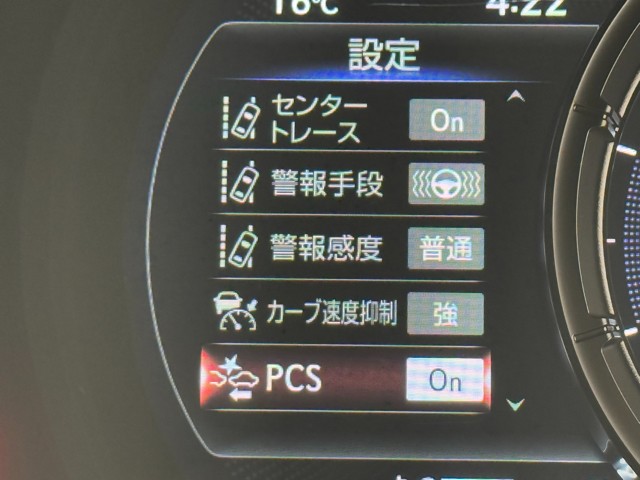 16℃
4:22
設定
センター
トレース
On
警報手段
警報感度
普通
カーブ速度抑制
強
PCS
On